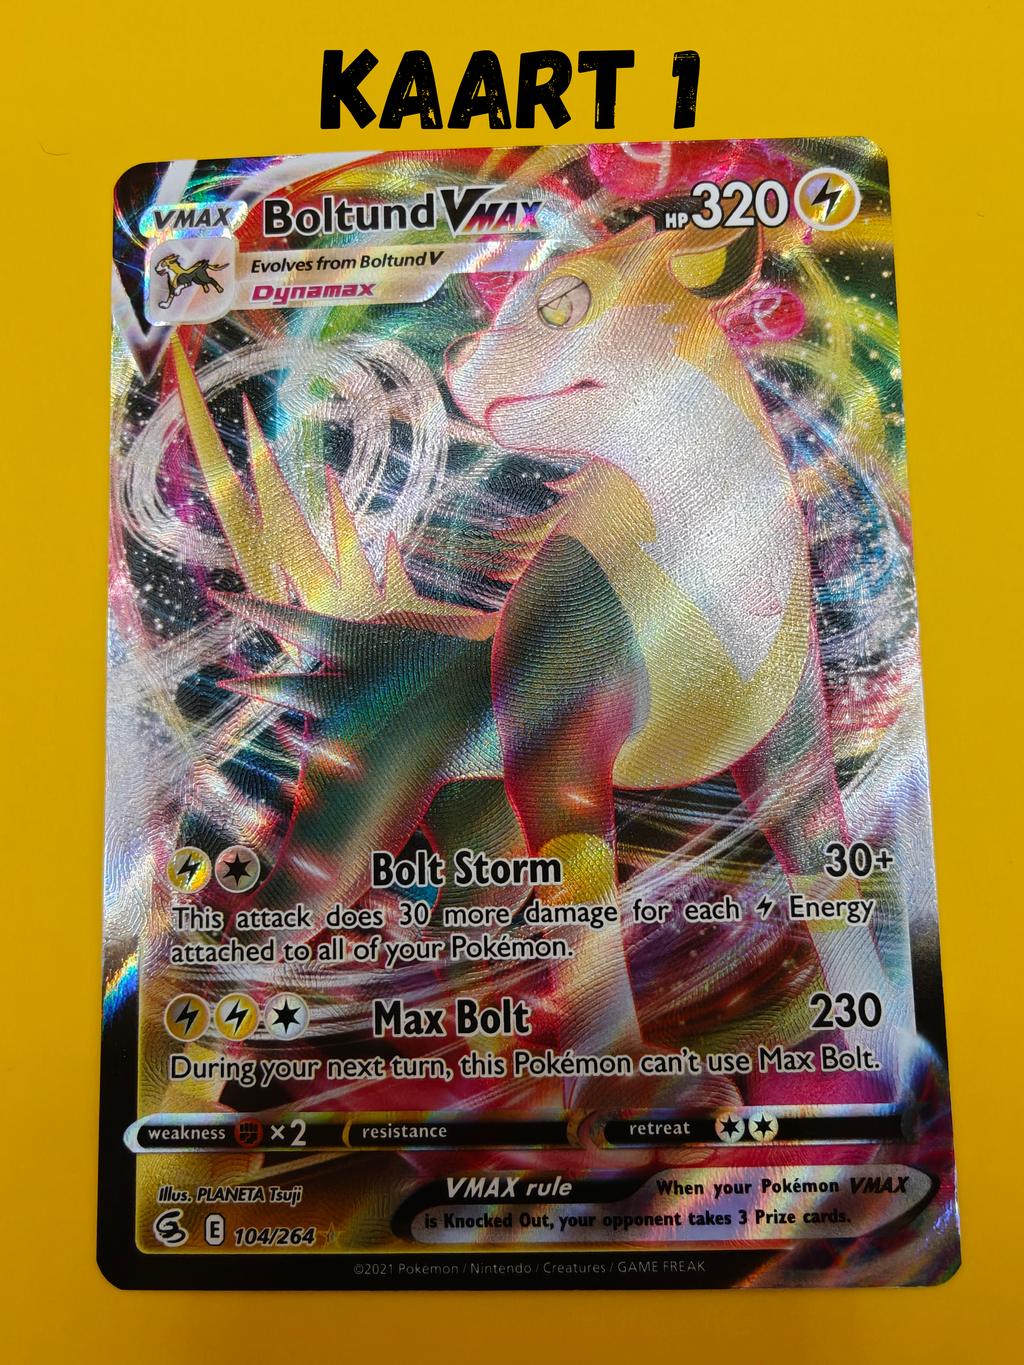 KAART 1
VMAX Boltund VMAX HP 320
Evolves from Boltund V
Dynamax
Bolt Storm 30+
This attack does 30 more damage for each Energy
attached to all of your Pokémon.
Max Bolt 230
During your next turn, this Pokémon can't use Max Bolt.
weakness ×2 resistance retreat
Illus. PLANETA Tsuji
VMAX rule When your Pokémon VMAX
is Knocked Out, your opponent takes 3 Prize cards.
E 104/264
©2021 Pokémon / Nintendo / Creatures / GAME FREAK